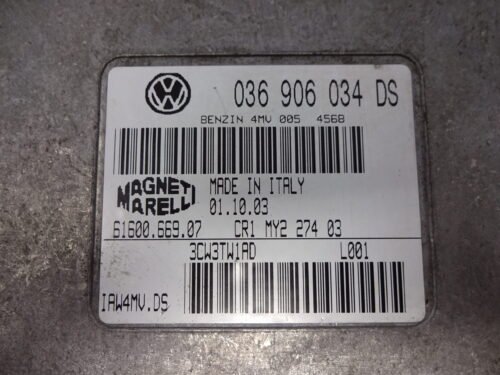 036 906 034 DS
BENZIN 4MV 005 4568
MAGNETI
MARELLI
MADE IN ITALY
01.10.03
61600.669.07 CR1 MY2 274 03
3CW3TW1AD L001
IAW4MV.DS